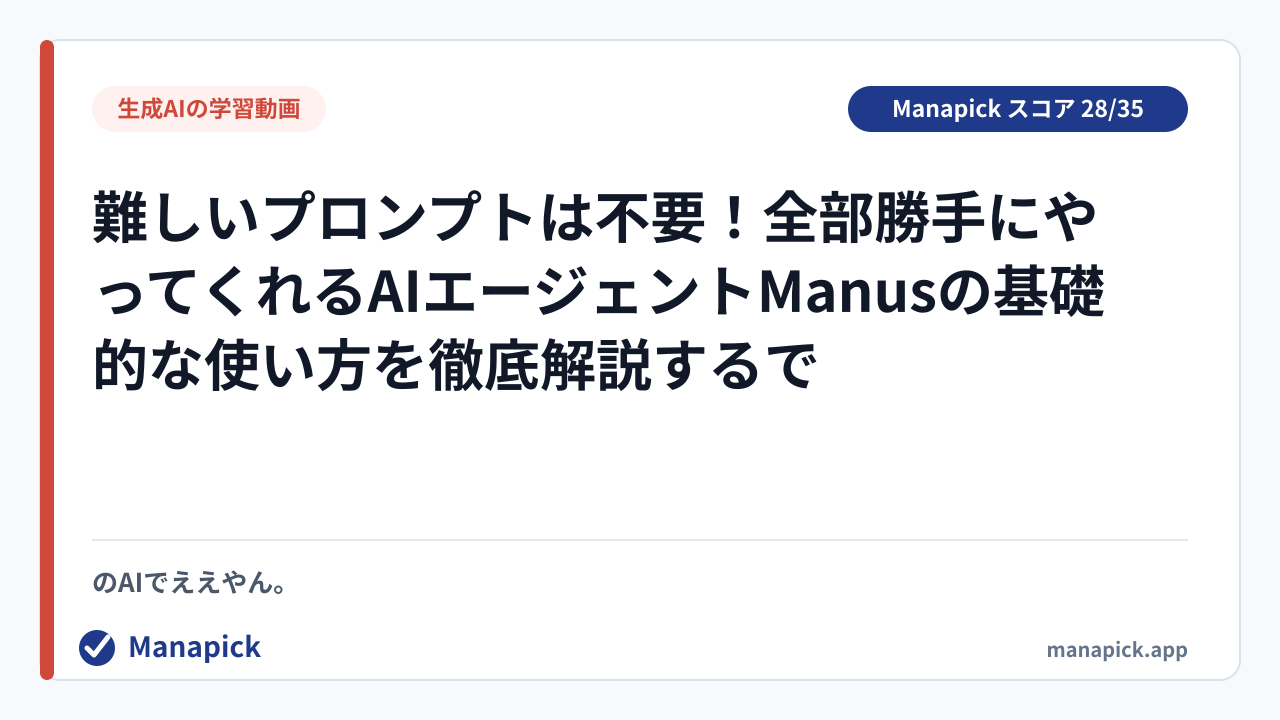 生成AIの学習動画
Manapick スコア 28/35
難しいプロンプトは不要！全部勝手にや
ってくれるAIエージェントManusの基礎
的な使い方を徹底解説するで
のAIでええやん。
Manapick
manapick.app